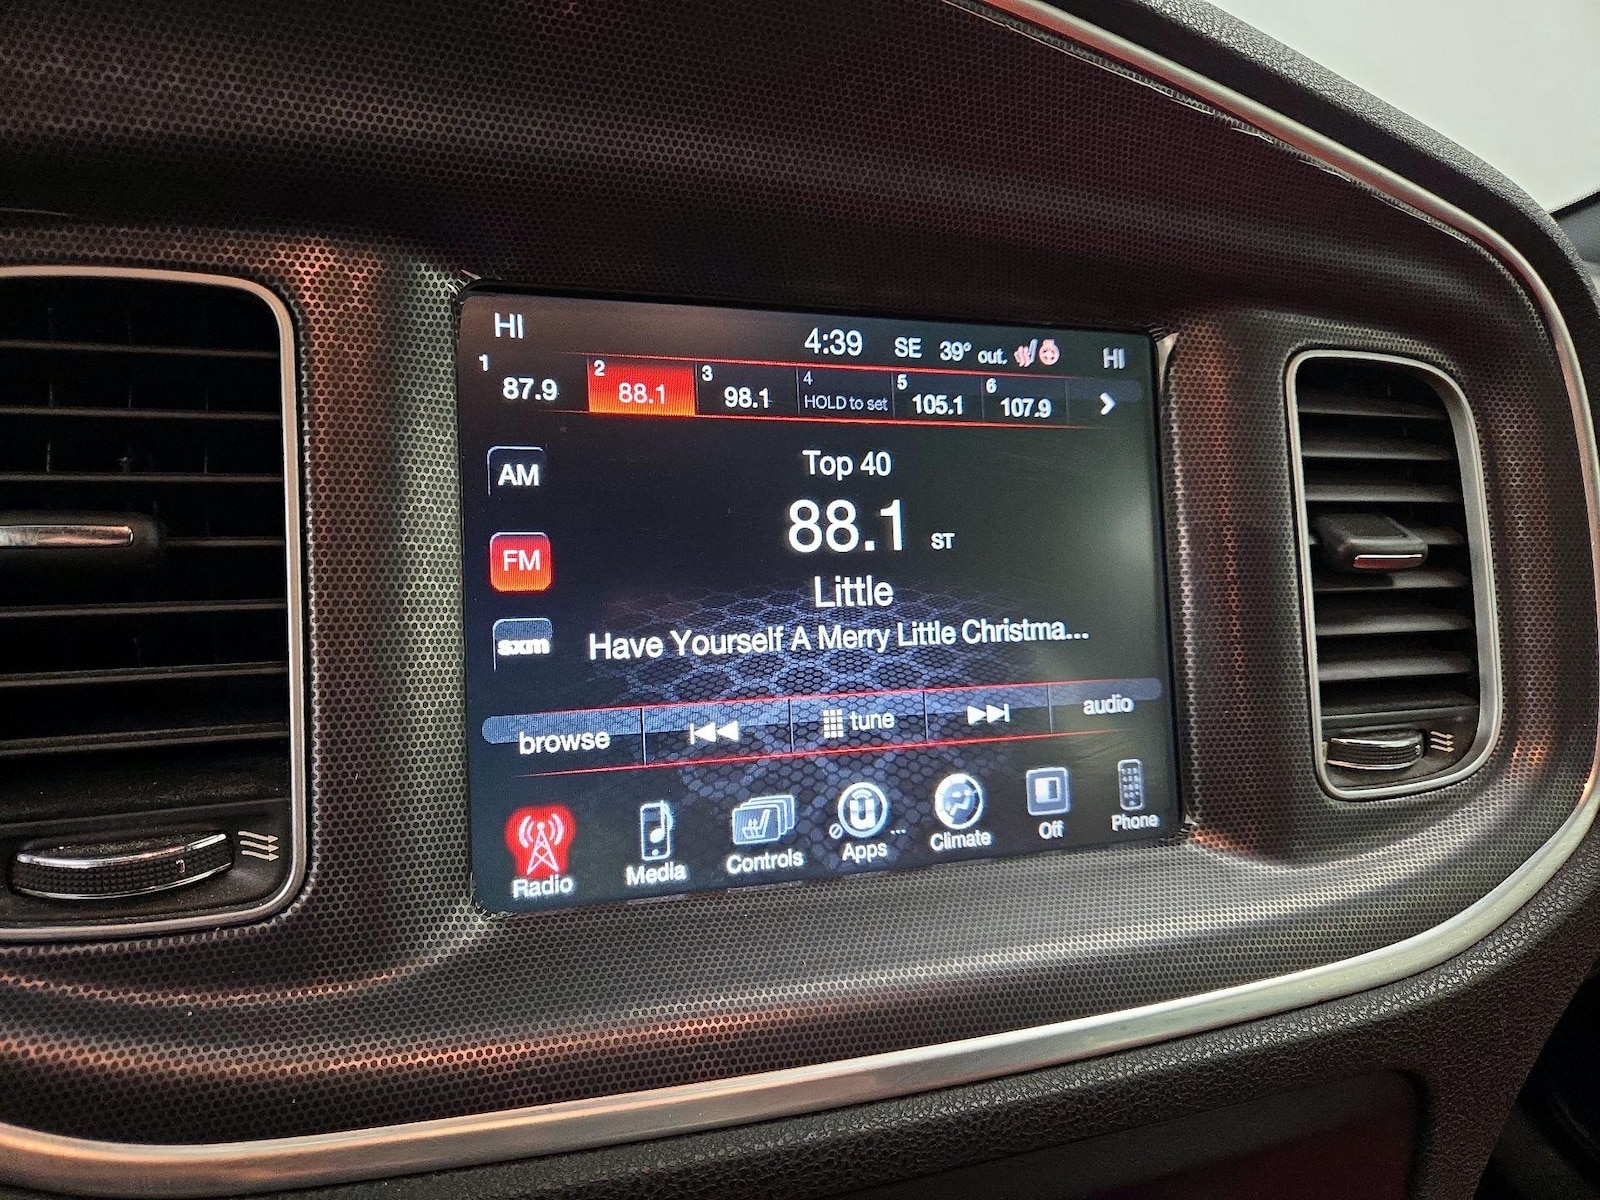 HI 4:39 SE 39° out. HI
1 87.9 2 88.1 3 98.1 4 HOLD to set 5 105.1 6 107.9
AM
Top 40
88.1 ST
FM
Little
sxm
Have Yourself A Merry Little Christma...
browse tune audio
Radio Media Controls Apps ... Climate Off Phone